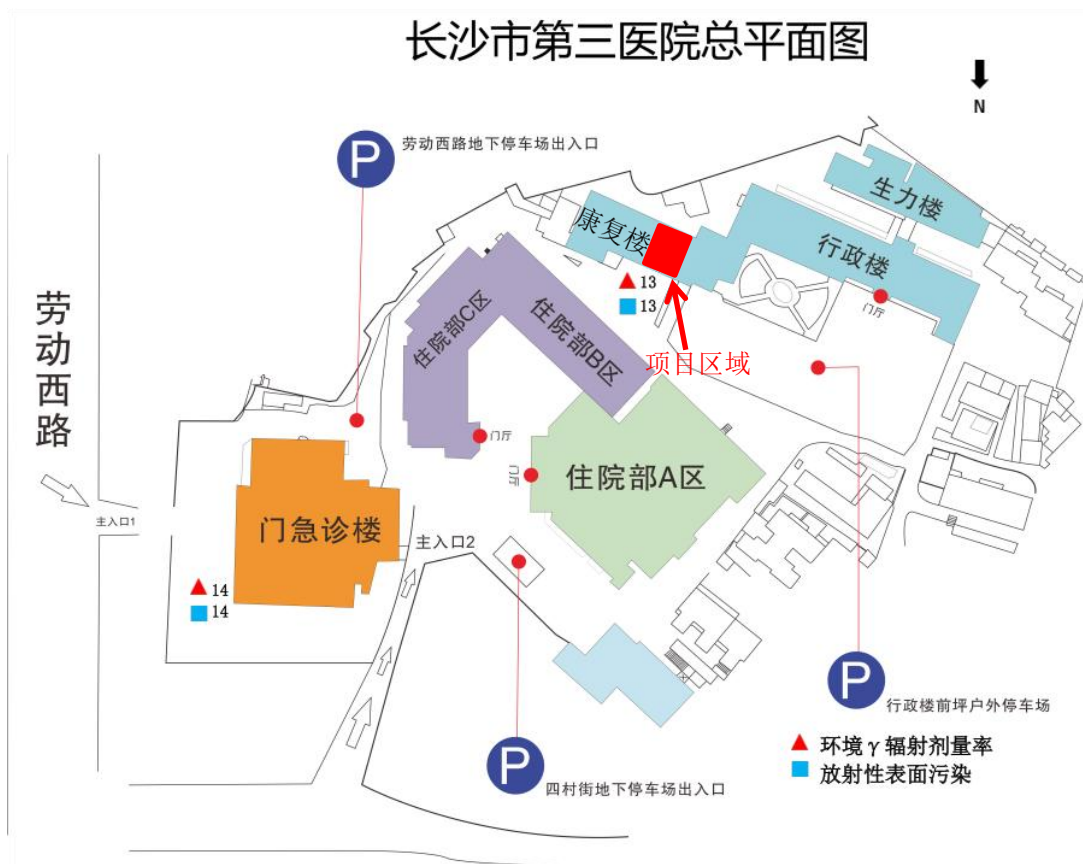 长沙市第三医院总平面图
N
P
劳动西路地下停车场出入口
生力楼
康复楼
行政楼
13
13
门厅
住院部C区
住院部B区
项目区域
劳动西路
门厅
门厅
住院部A区
主入口1
门急诊楼
主入口2
14
14
P
行政楼前坪户外停车场
环境γ辐射剂量率
P
放射性表面污染
四村街地下停车场出入口